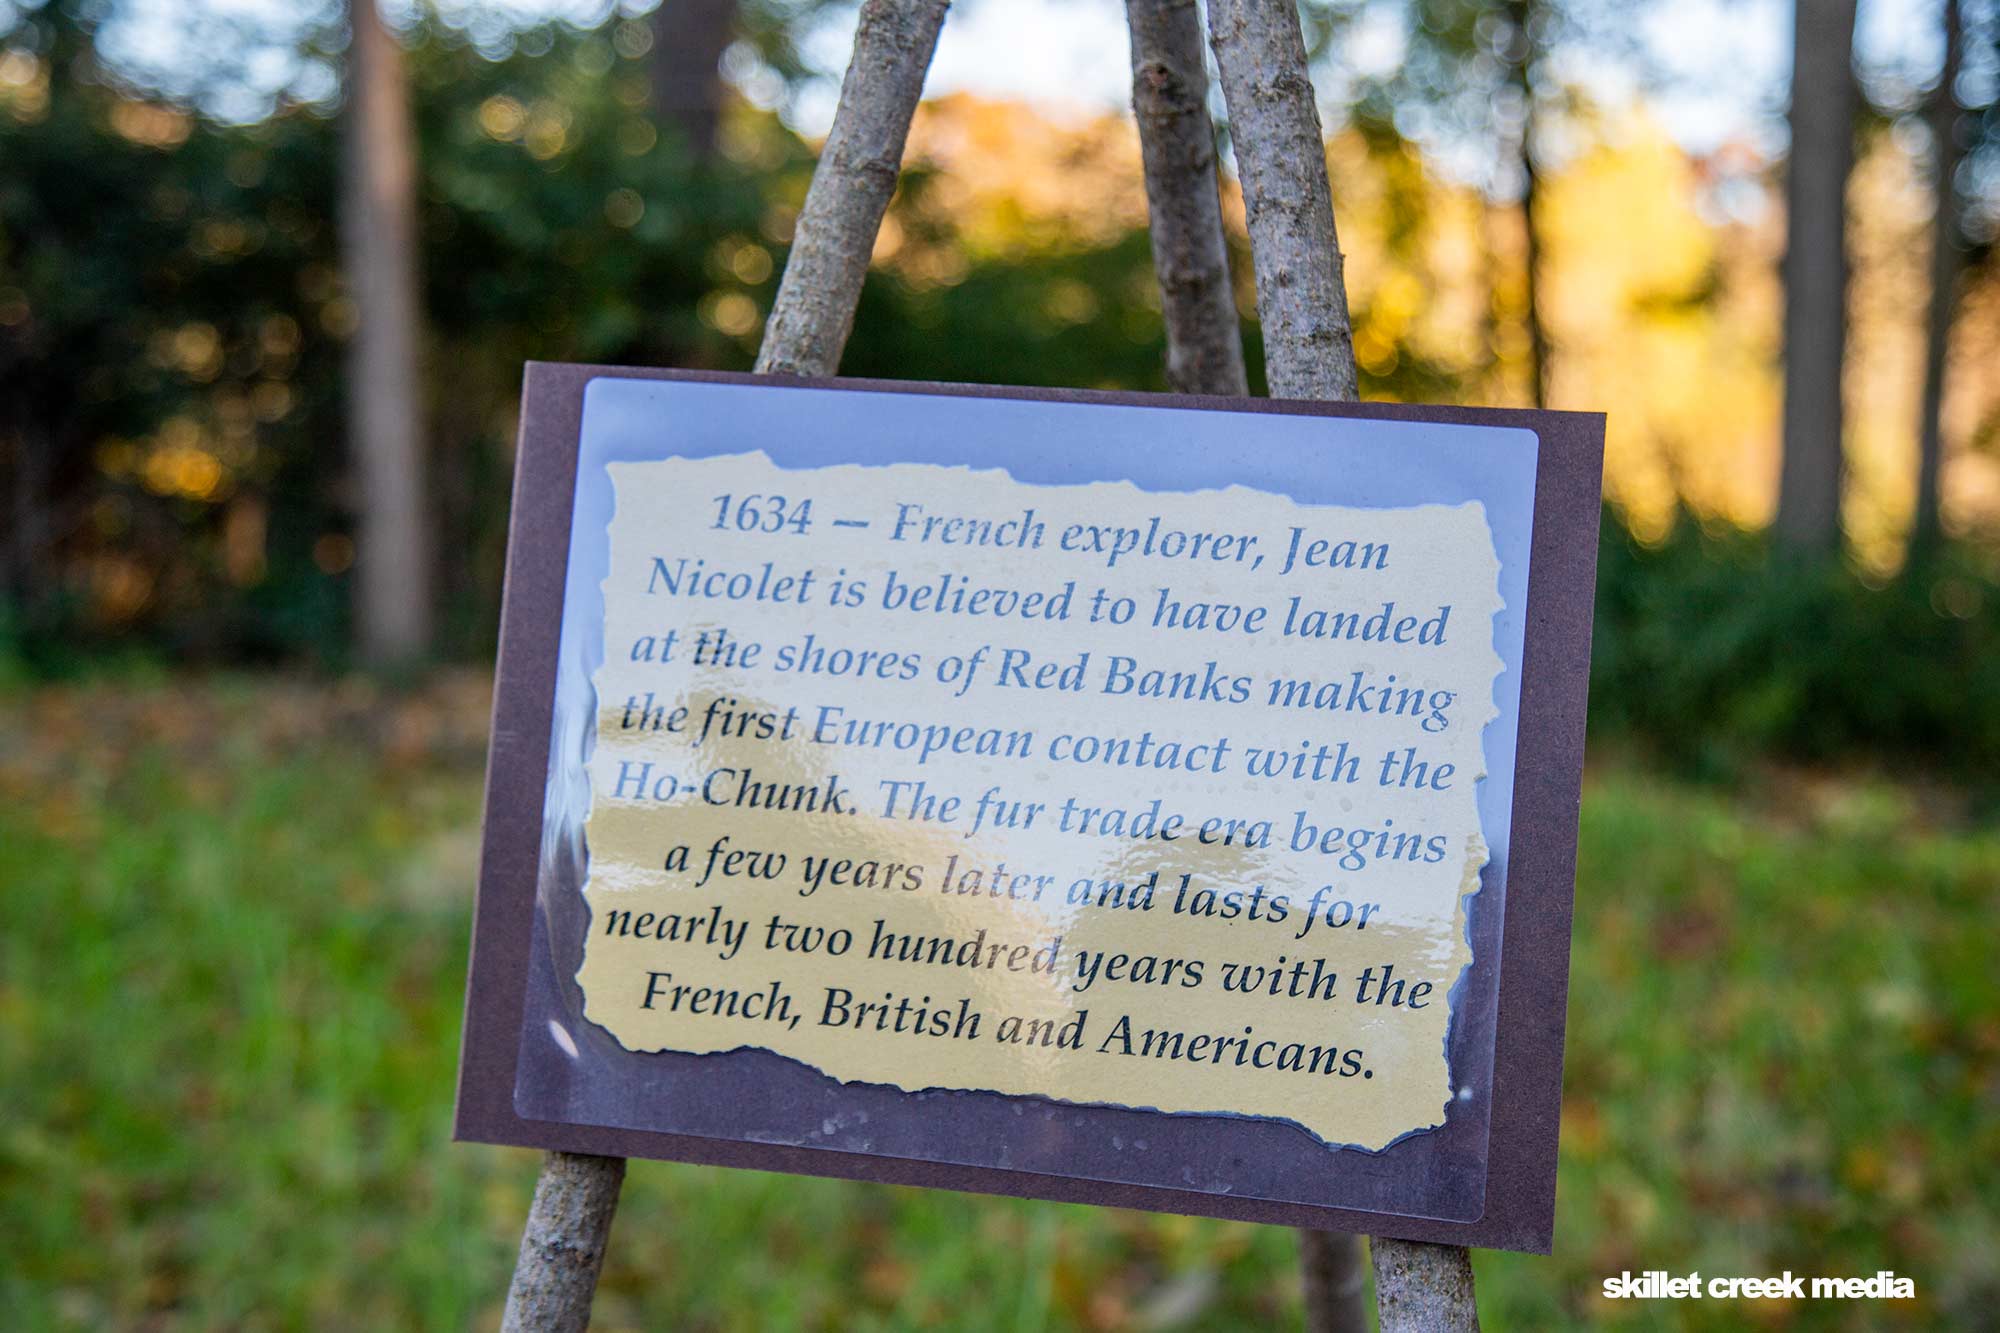 1634 — French explorer, Jean
Nicolet is believed to have landed
at the shores of Red Banks making
the first European contact with the
Ho-Chunk. The fur trade era begins
a few years later and lasts for
nearly two hundred years with the
French, British and Americans.
skillet creek media